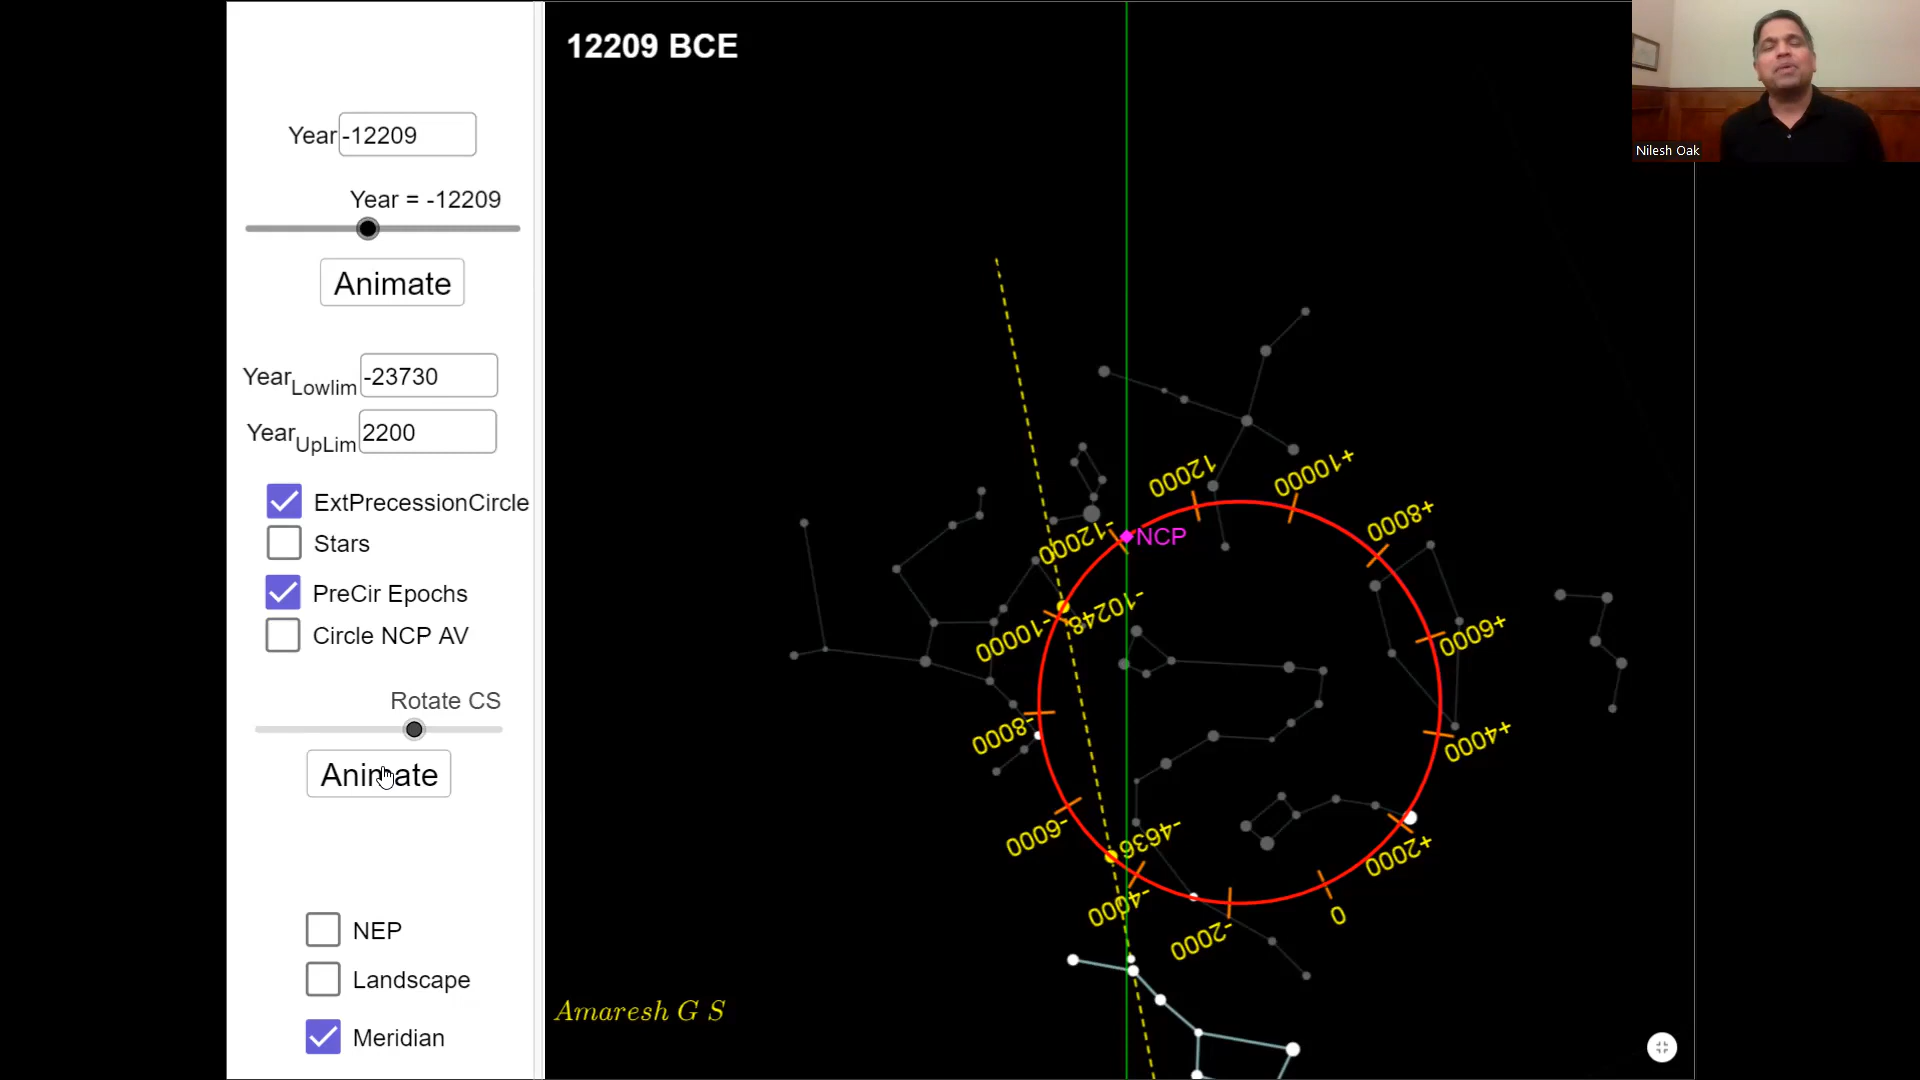 12209 BCE
Nilesh Oak
Year -12209
Year = -12209
Animate
YearLowlim -23730
YearUpLim 2200
ExtPrecessionCircle
Stars
PreCir Epochs
Circle NCP AV
Rotate CS
Animate
NEP
Landscape
Meridian
12000
+10000
+8000
-12000
NCP
-10248
-10000
+6000
-8000
+4000
-6000
-4636
+2000
-4000
0
-2000
Amaresh G S